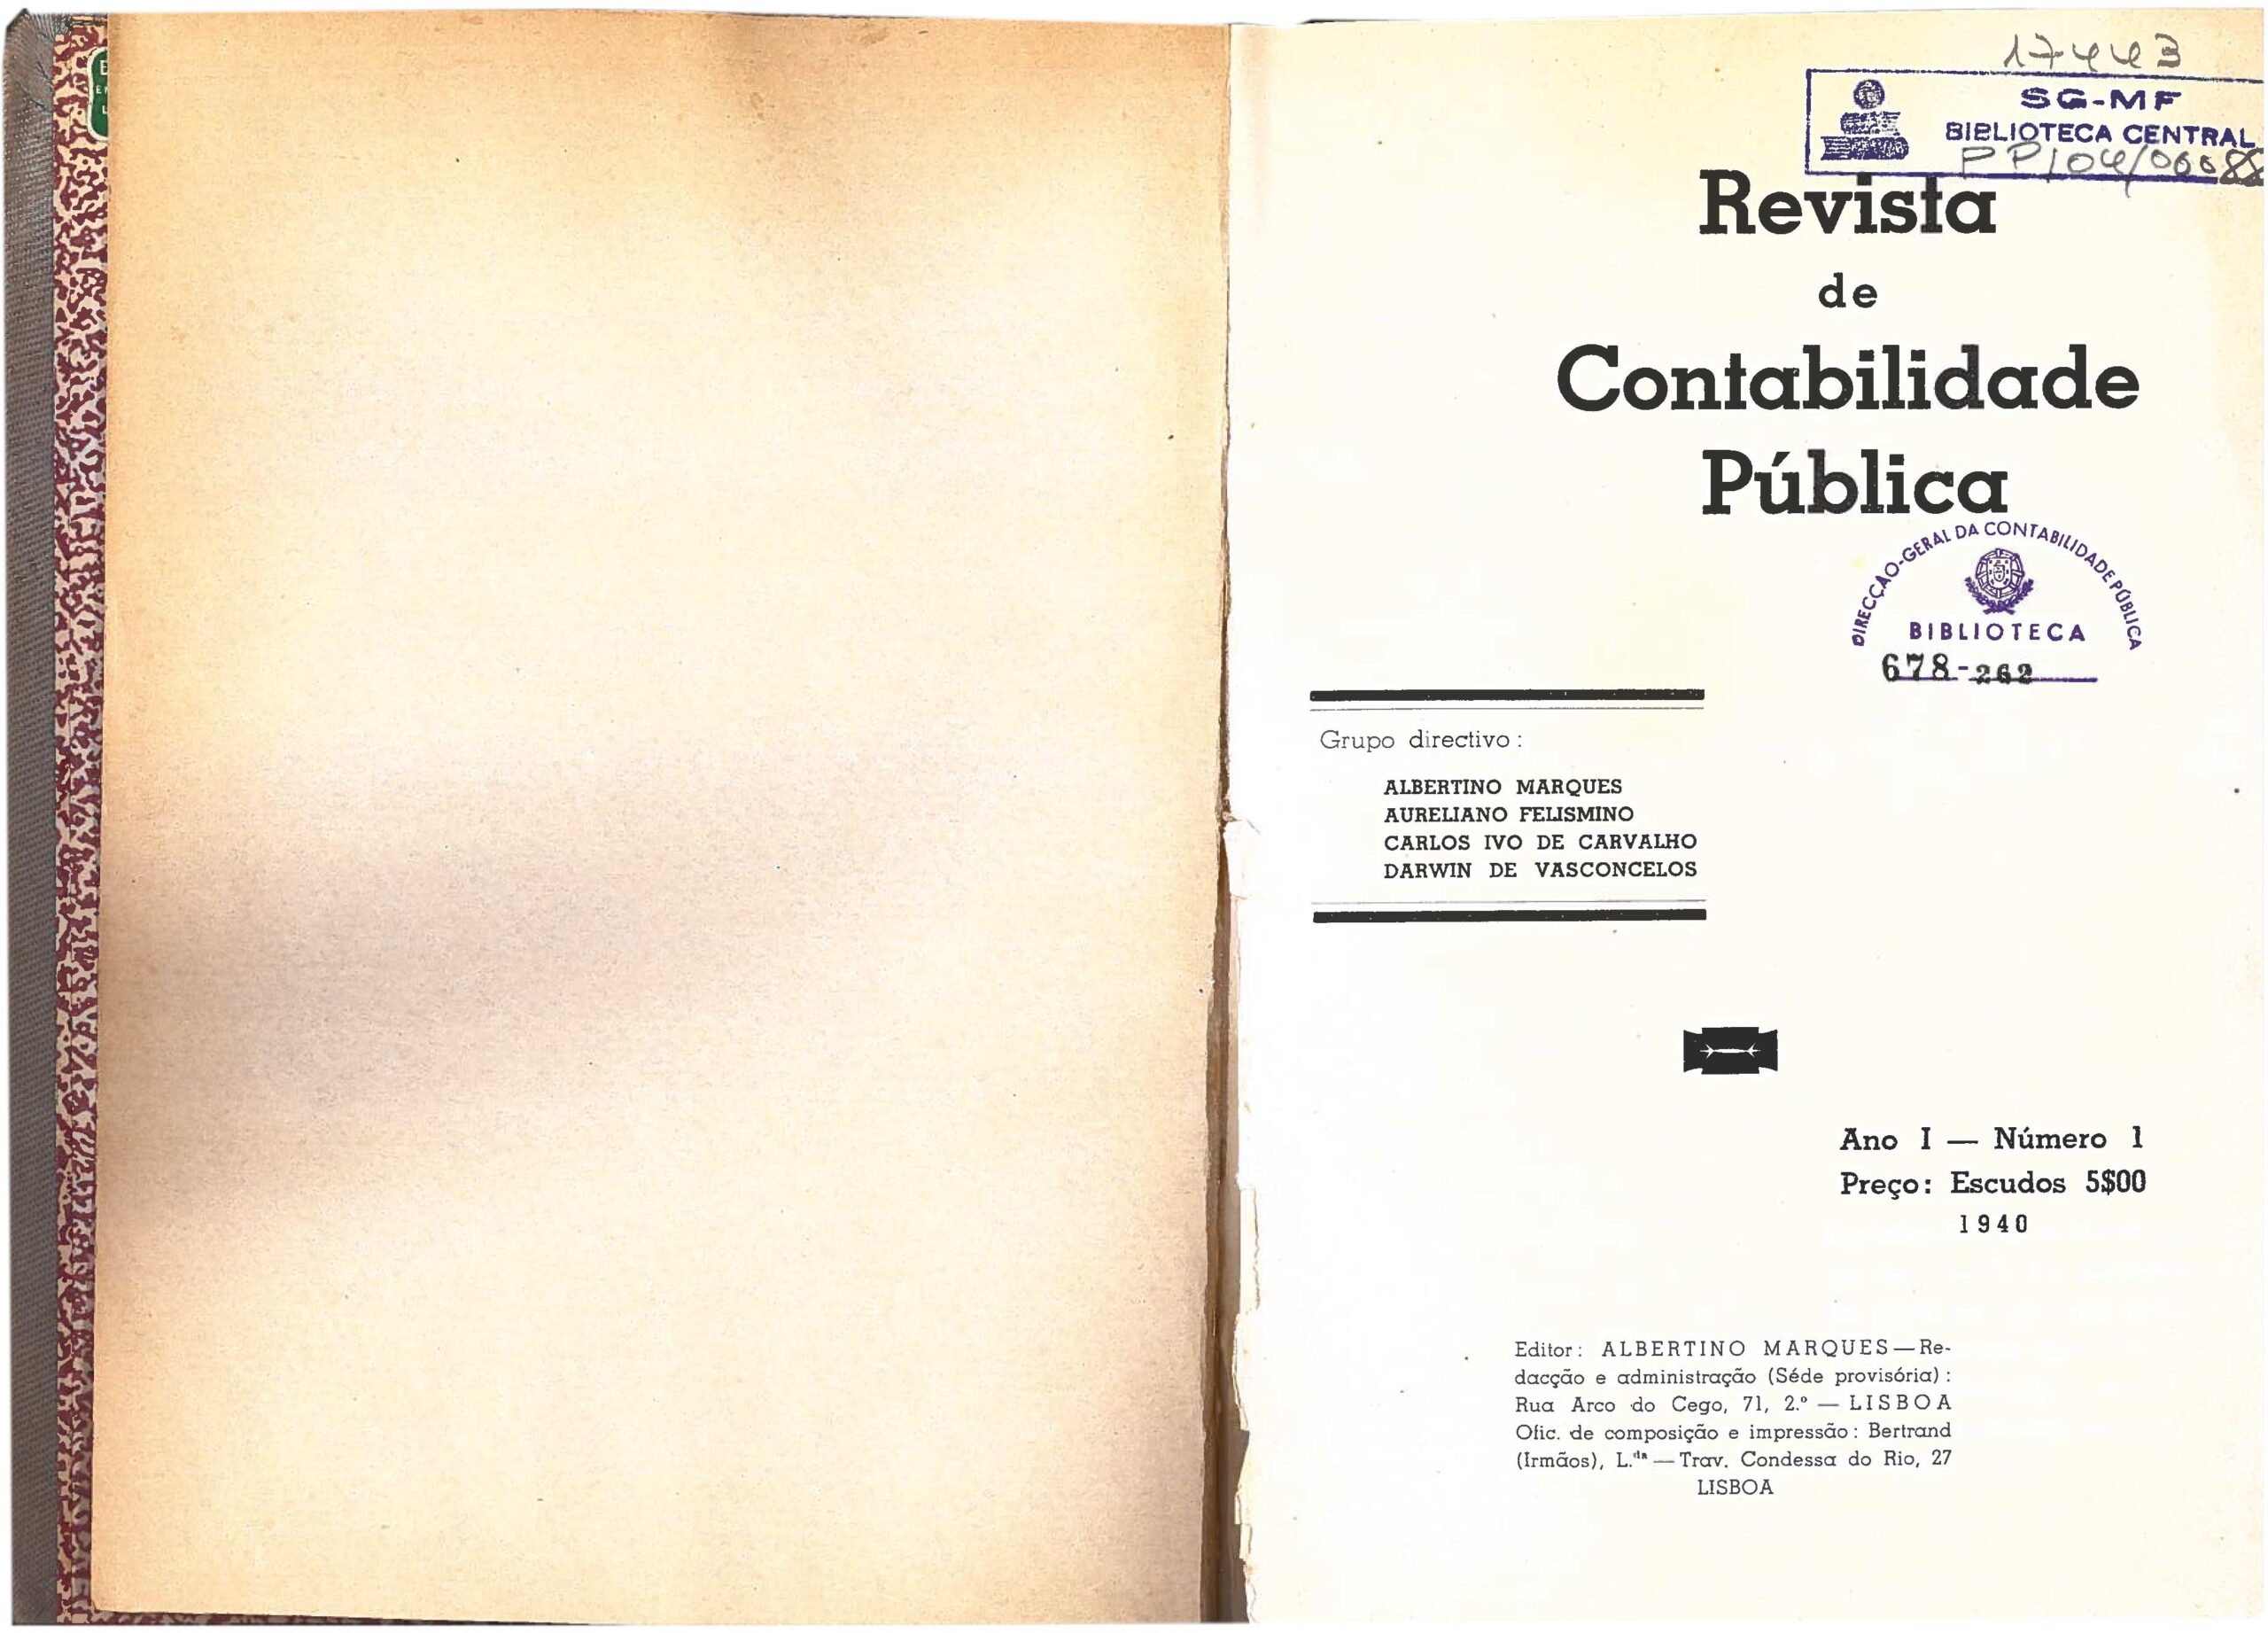 17443
SG-MF
BIBLIOTECA CENTRAL
Revista
de
Contabilidade
Pública
DIRECÇÃO-GERAL DA CONTABILIDADE PÚBLICA
BIBLIOTECA
678-262
Grupo directivo :
ALBERTINO MARQUES
AURELIANO FELISMINO
CARLOS IVO DE CARVALHO
DARWIN DE VASCONCELOS
Ano I — Número 1
Preço: Escudos 5$00
1940
Editor: ALBERTINO MARQUES — Re-
dacção e administração (Séde provisória) :
Rua Arco do Cego, 71, 2.º — LISBOA
Ofic. de composição e impressão : Bertrand
(Irmãos), L.da — Trav. Condessa do Rio, 27
LISBOA